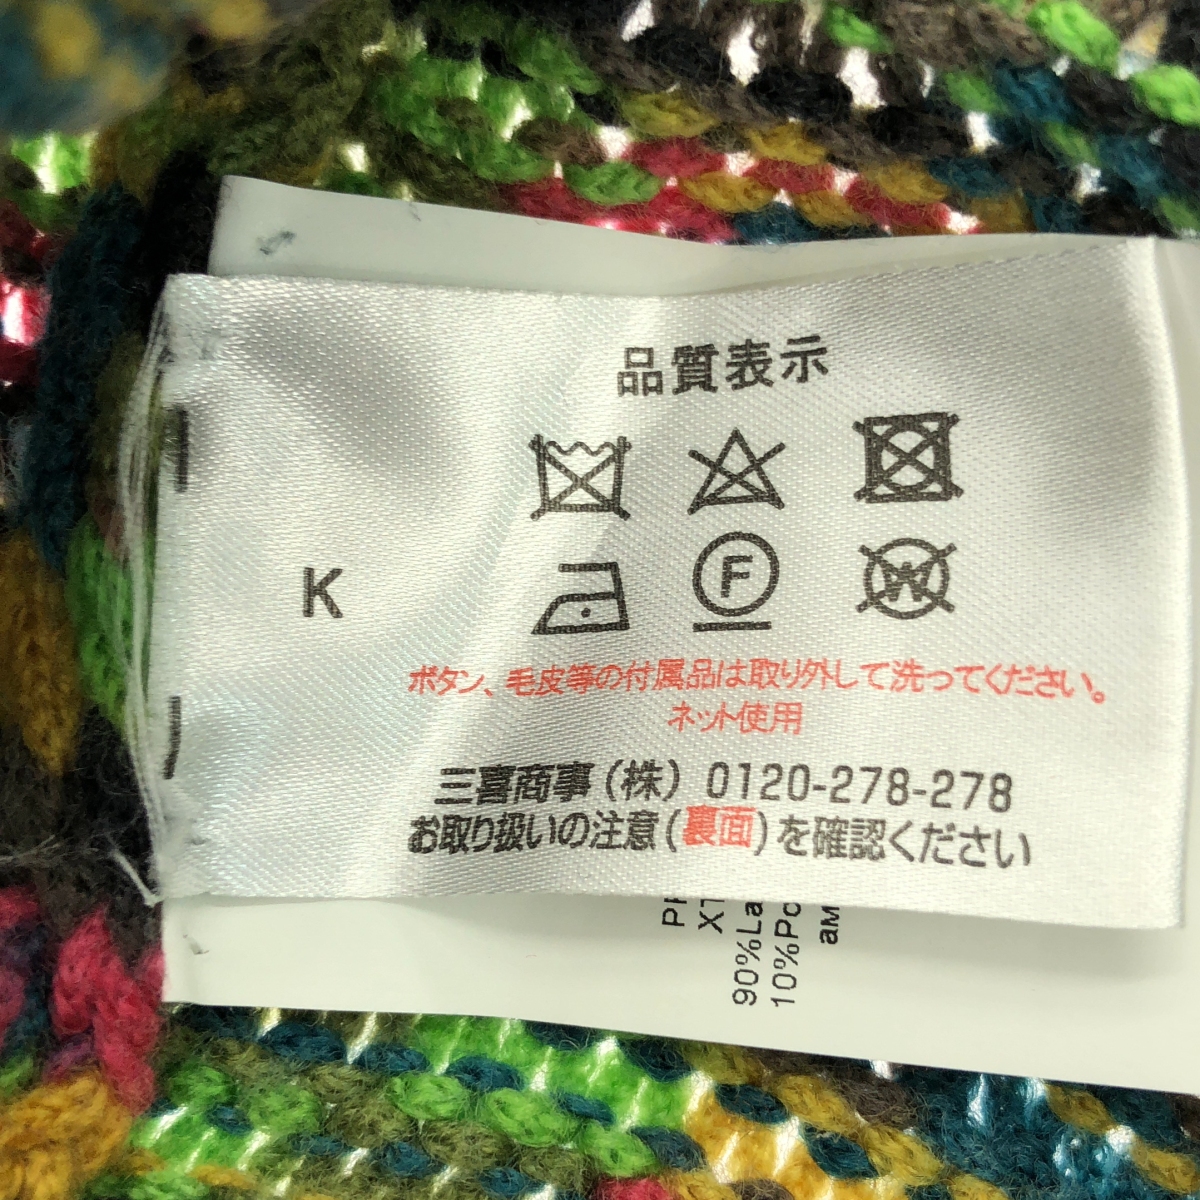 品質表示
F
W
K
ボタン、毛皮等の付属品は取り外して洗ってください。
ネット使用
三喜商事(株) 0120-278-278
お取り扱いの注意(裏面)を確認ください
90%La
10%Po
ам